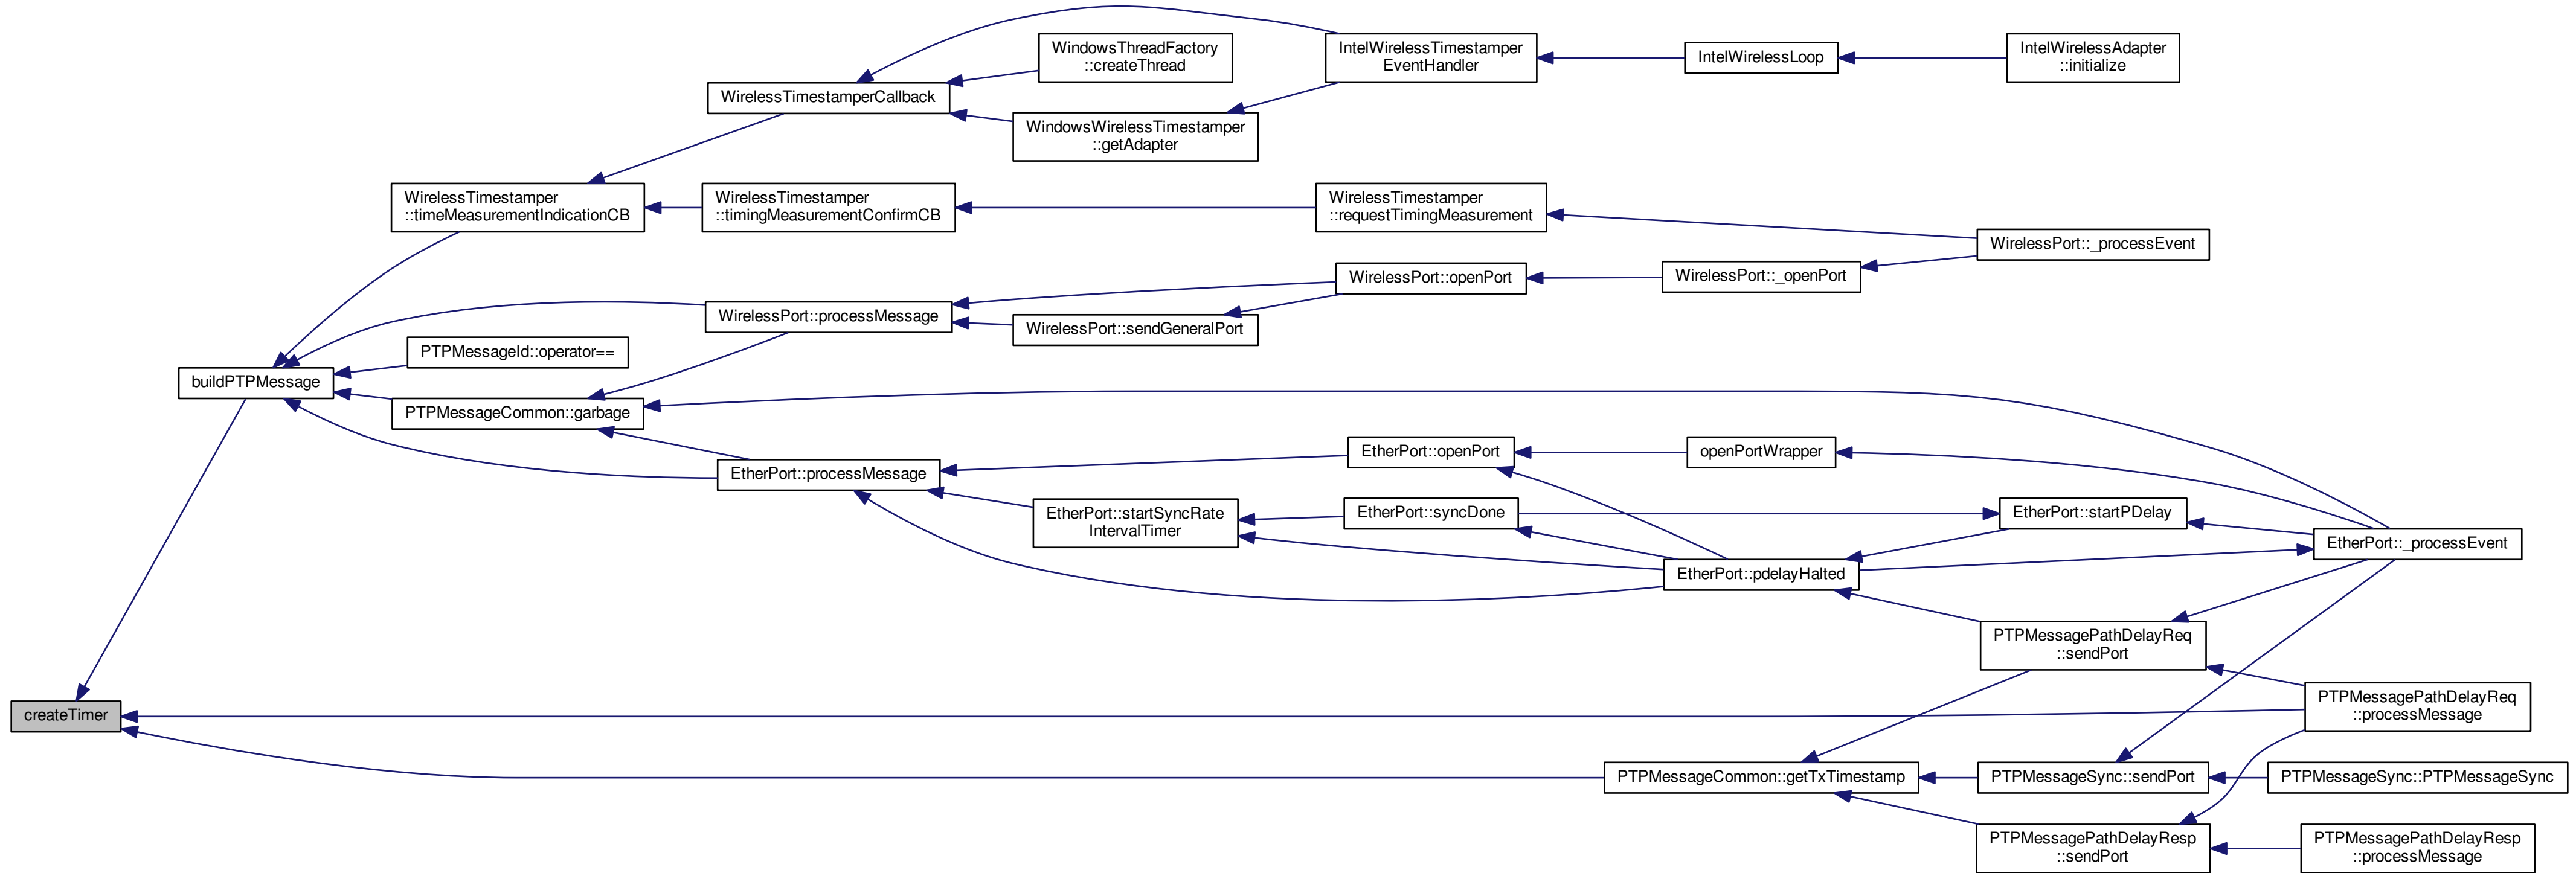 WindowsThreadFactory
::createThread
IntelWirelessTimestamper
EventHandler
IntelWirelessLoop
IntelWirelessAdapter
::initialize
WirelessTimestamperCallback
WindowsWirelessTimestamper
::getAdapter
WirelessTimestamper
::timeMeasurementIndicationCB
WirelessTimestamper
::timingMeasurementConfirmCB
WirelessTimestamper
::requestTimingMeasurement
WirelessPort::_processEvent
WirelessPort::openPort
WirelessPort::_openPort
WirelessPort::processMessage
WirelessPort::sendGeneralPort
PTPMessageId::operator==
buildPTPMessage
PTPMessageCommon::garbage
EtherPort::processMessage
EtherPort::openPort
openPortWrapper
EtherPort::startSyncRate
IntervalTimer
EtherPort::syncDone
EtherPort::startPDelay
EtherPort::_processEvent
EtherPort::pdelayHalted
PTPMessagePathDelayReq
::sendPort
createTimer
PTPMessagePathDelayReq
::processMessage
PTPMessageCommon::getTxTimestamp
PTPMessageSync::sendPort
PTPMessageSync::PTPMessageSync
PTPMessagePathDelayResp
::sendPort
PTPMessagePathDelayResp
::processMessage